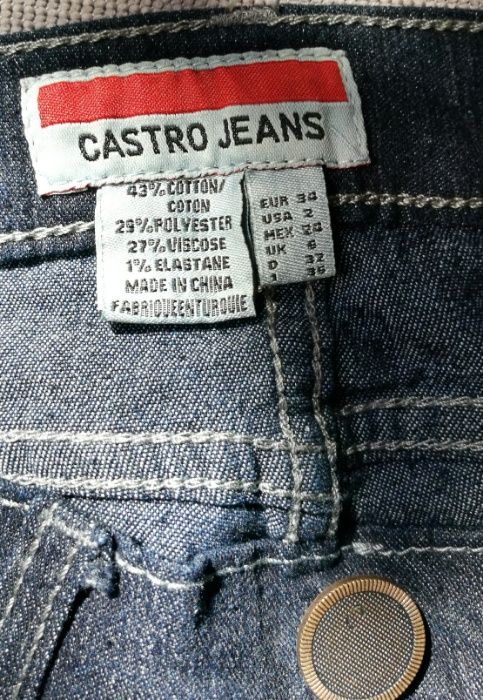 CASTRO JEANS
43% COTTON/
COTON
29% POLYESTER
27% VISCOSE
1% ELASTANE
MADE IN CHINA
FABRIQUEENTURQUIE
EUR 34
USA 2
MEX 24
UK 6
D 32
I 36